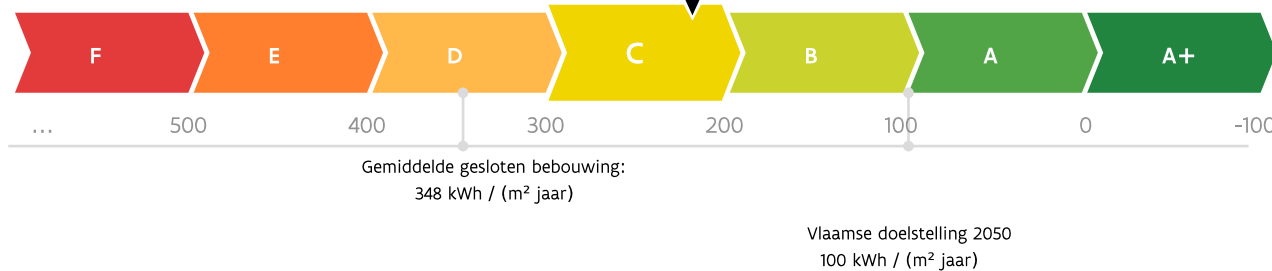 F E D C B A A+
... 500 400 300 200 100 0 -100
Gemiddelde gesloten bebouwing:
348 kWh / (m² jaar)
Vlaamse doelstelling 2050
100 kWh / (m² jaar)